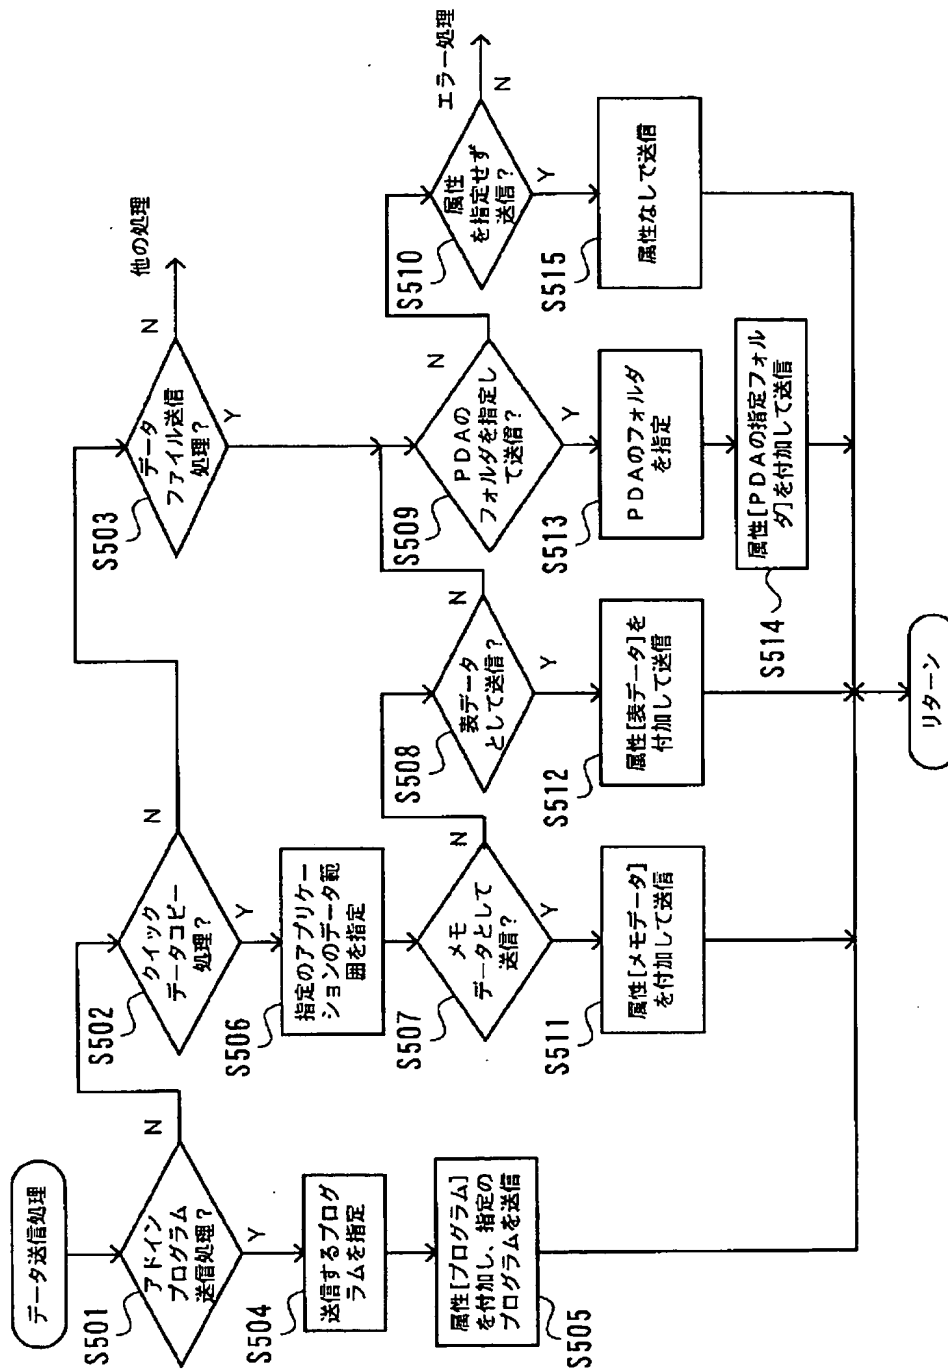 データ送信処理
S501
アドイン
プログラム
送信処理?
N
Y
S504
送信するプログ
ラムを指定
S505
属性[プログラム]
を付加し、指定の
プログラムを送信
S502
クイック
データコピー
処理?
N
Y
S506
指定のアプリケー
ションのデータ範
囲を指定
S507
メモ
データとして
送信?
N
Y
S511
属性[メモデータ]
を付加して送信
S508
表データ
として送信?
N
Y
S512
属性[表データ]を
付加して送信
S503
データ
ファイル送信
処理?
N
他の処理
Y
S509
PDAの
フォルダを指定し
て送信?
N
Y
S513
PDAのフォルダ
を指定
S514
属性[PDAの指定フォル
ダ]を付加して送信
S510
属性
を指定せず
送信?
N
エラー処理
Y
S515
属性なしで送信
リターン